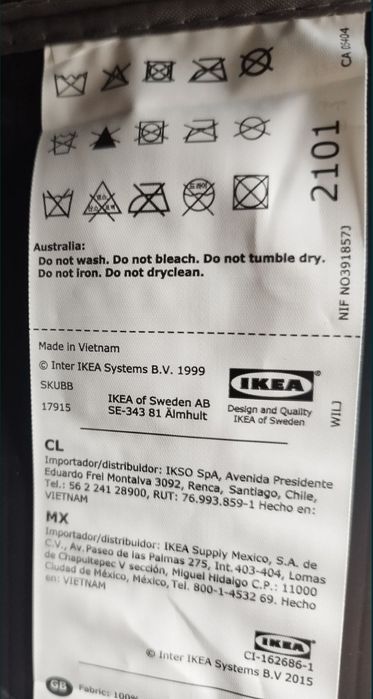 CA 05404
2101
NIF NO3918573
Australia:
Do not wash. Do not bleach. Do not tumble dry.
Do not iron. Do not dryclean.
Made in Vietnam
© Inter IKEA Systems B.V. 1999
SKUBB
17915
IKEA of Sweden AB
SE-343 81 Älmhult
IKEA®
Design and Quality
IKEA of Sweden
WILJ
CL
Importador/distribuidor: IKSO SpA, Avenida Presidente
Eduardo Frei Montalva 3092, Renca, Santiago, Chile,
Tel.: 56 2 241 28900, RUT: 76.993.859-1 Hecho en:
VIETNAM
MX
Importador/distribuidor: IKEA Supply Mexico, S.A. de
C.V., Av. Paseo de las Palmas 275, Int. 403-404, Lomas
de Chapultepec V sección, Miguel Hidalgo C.P.: 11000
Ciudad de México, México, Tel. 800-1-4532 69. Hecho
en: VIETNAM
IKEA
CI-162686-1
© Inter IKEA Systems B.V 2015
GB Fabric: 100%